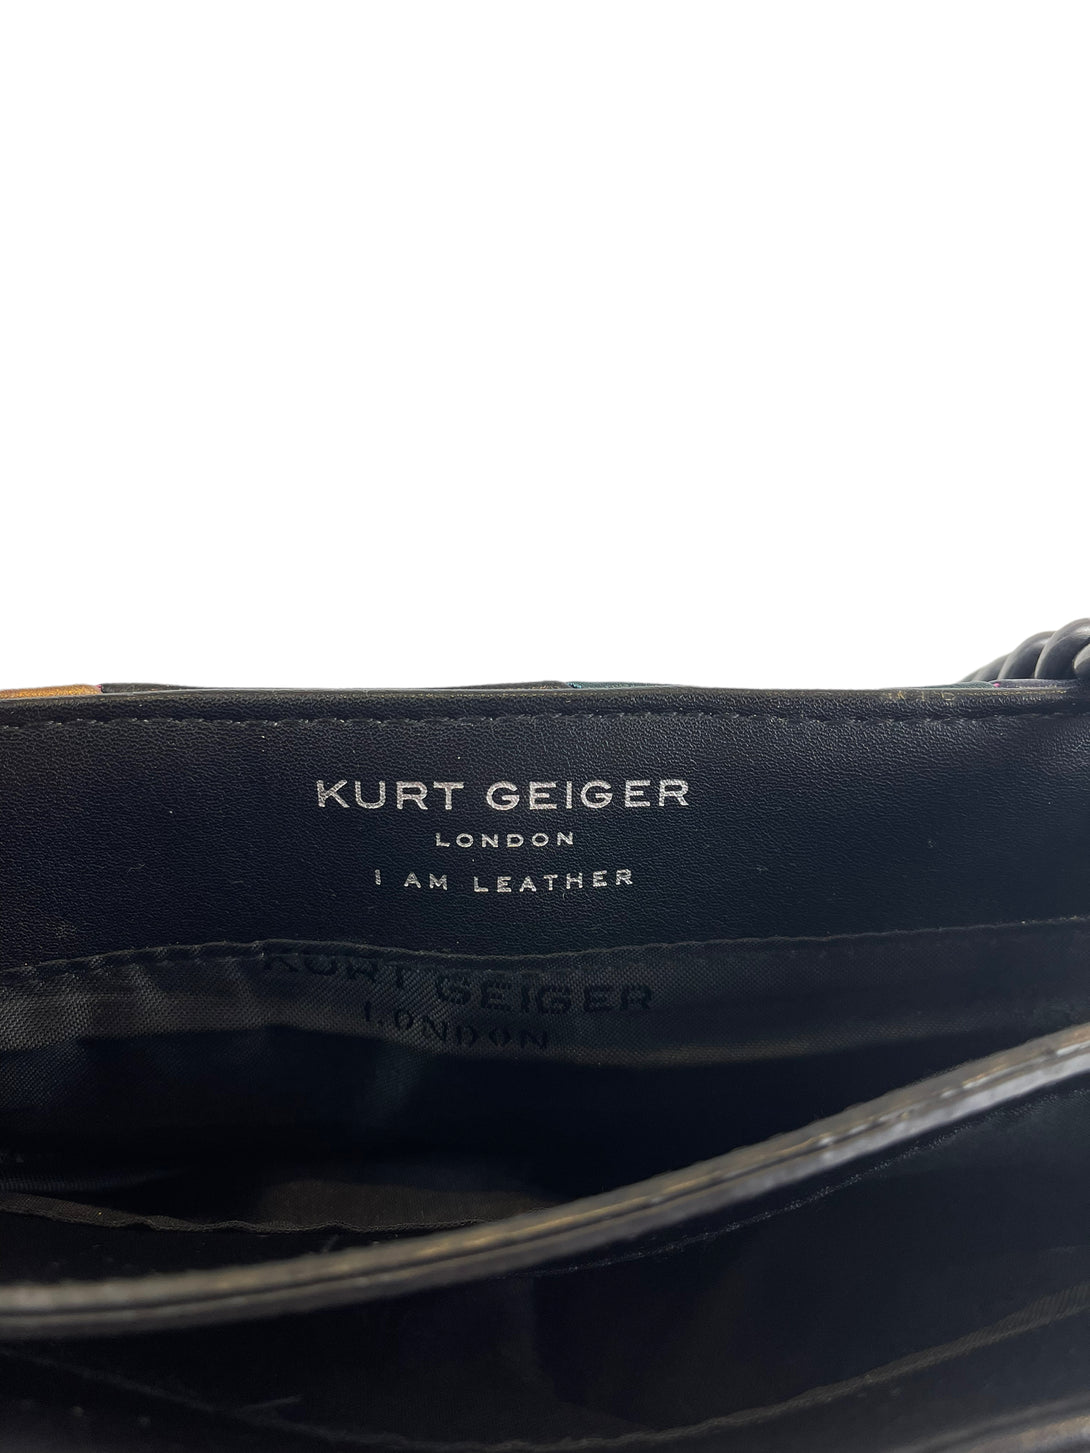 KURT GEIGER
LONDON
I AM LEATHER
KURT GEIGER
LONDON